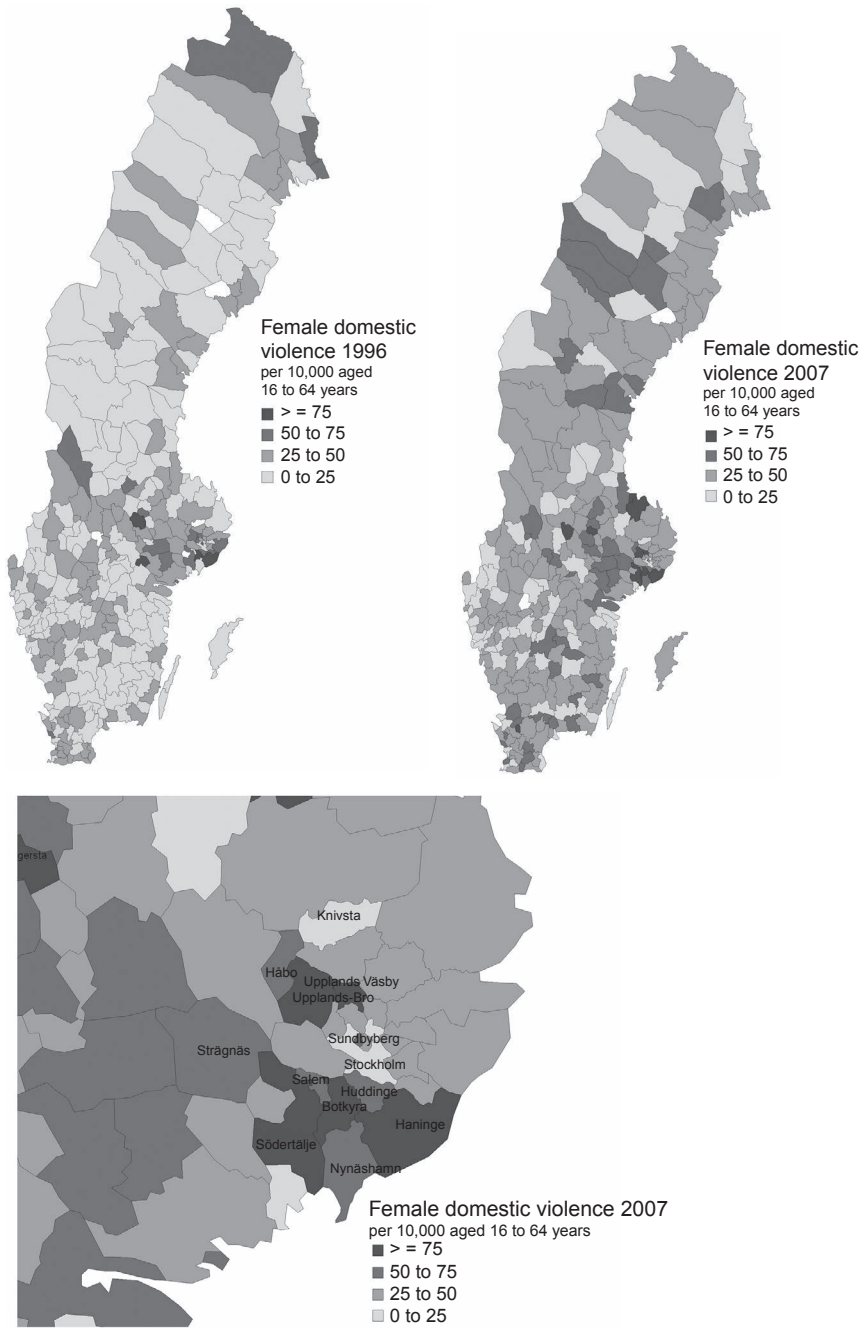 Female domestic
violence 1996
per 10,000 aged
16 to 64 years
> = 75
50 to 75
25 to 50
0 to 25
Female domestic
violence 2007
per 10,000 aged
16 to 64 years
> = 75
50 to 75
25 to 50
0 to 25
gersta
Knivsta
Håbo
Upplands Väsby
Upplands-Bro
Sundbyberg
Strägnäs
Stockholm
Salem
Huddinge
Botkyra
Haninge
Södertälje
Nynäshamn
Female domestic violence 2007
per 10,000 aged 16 to 64 years
> = 75
50 to 75
25 to 50
0 to 25